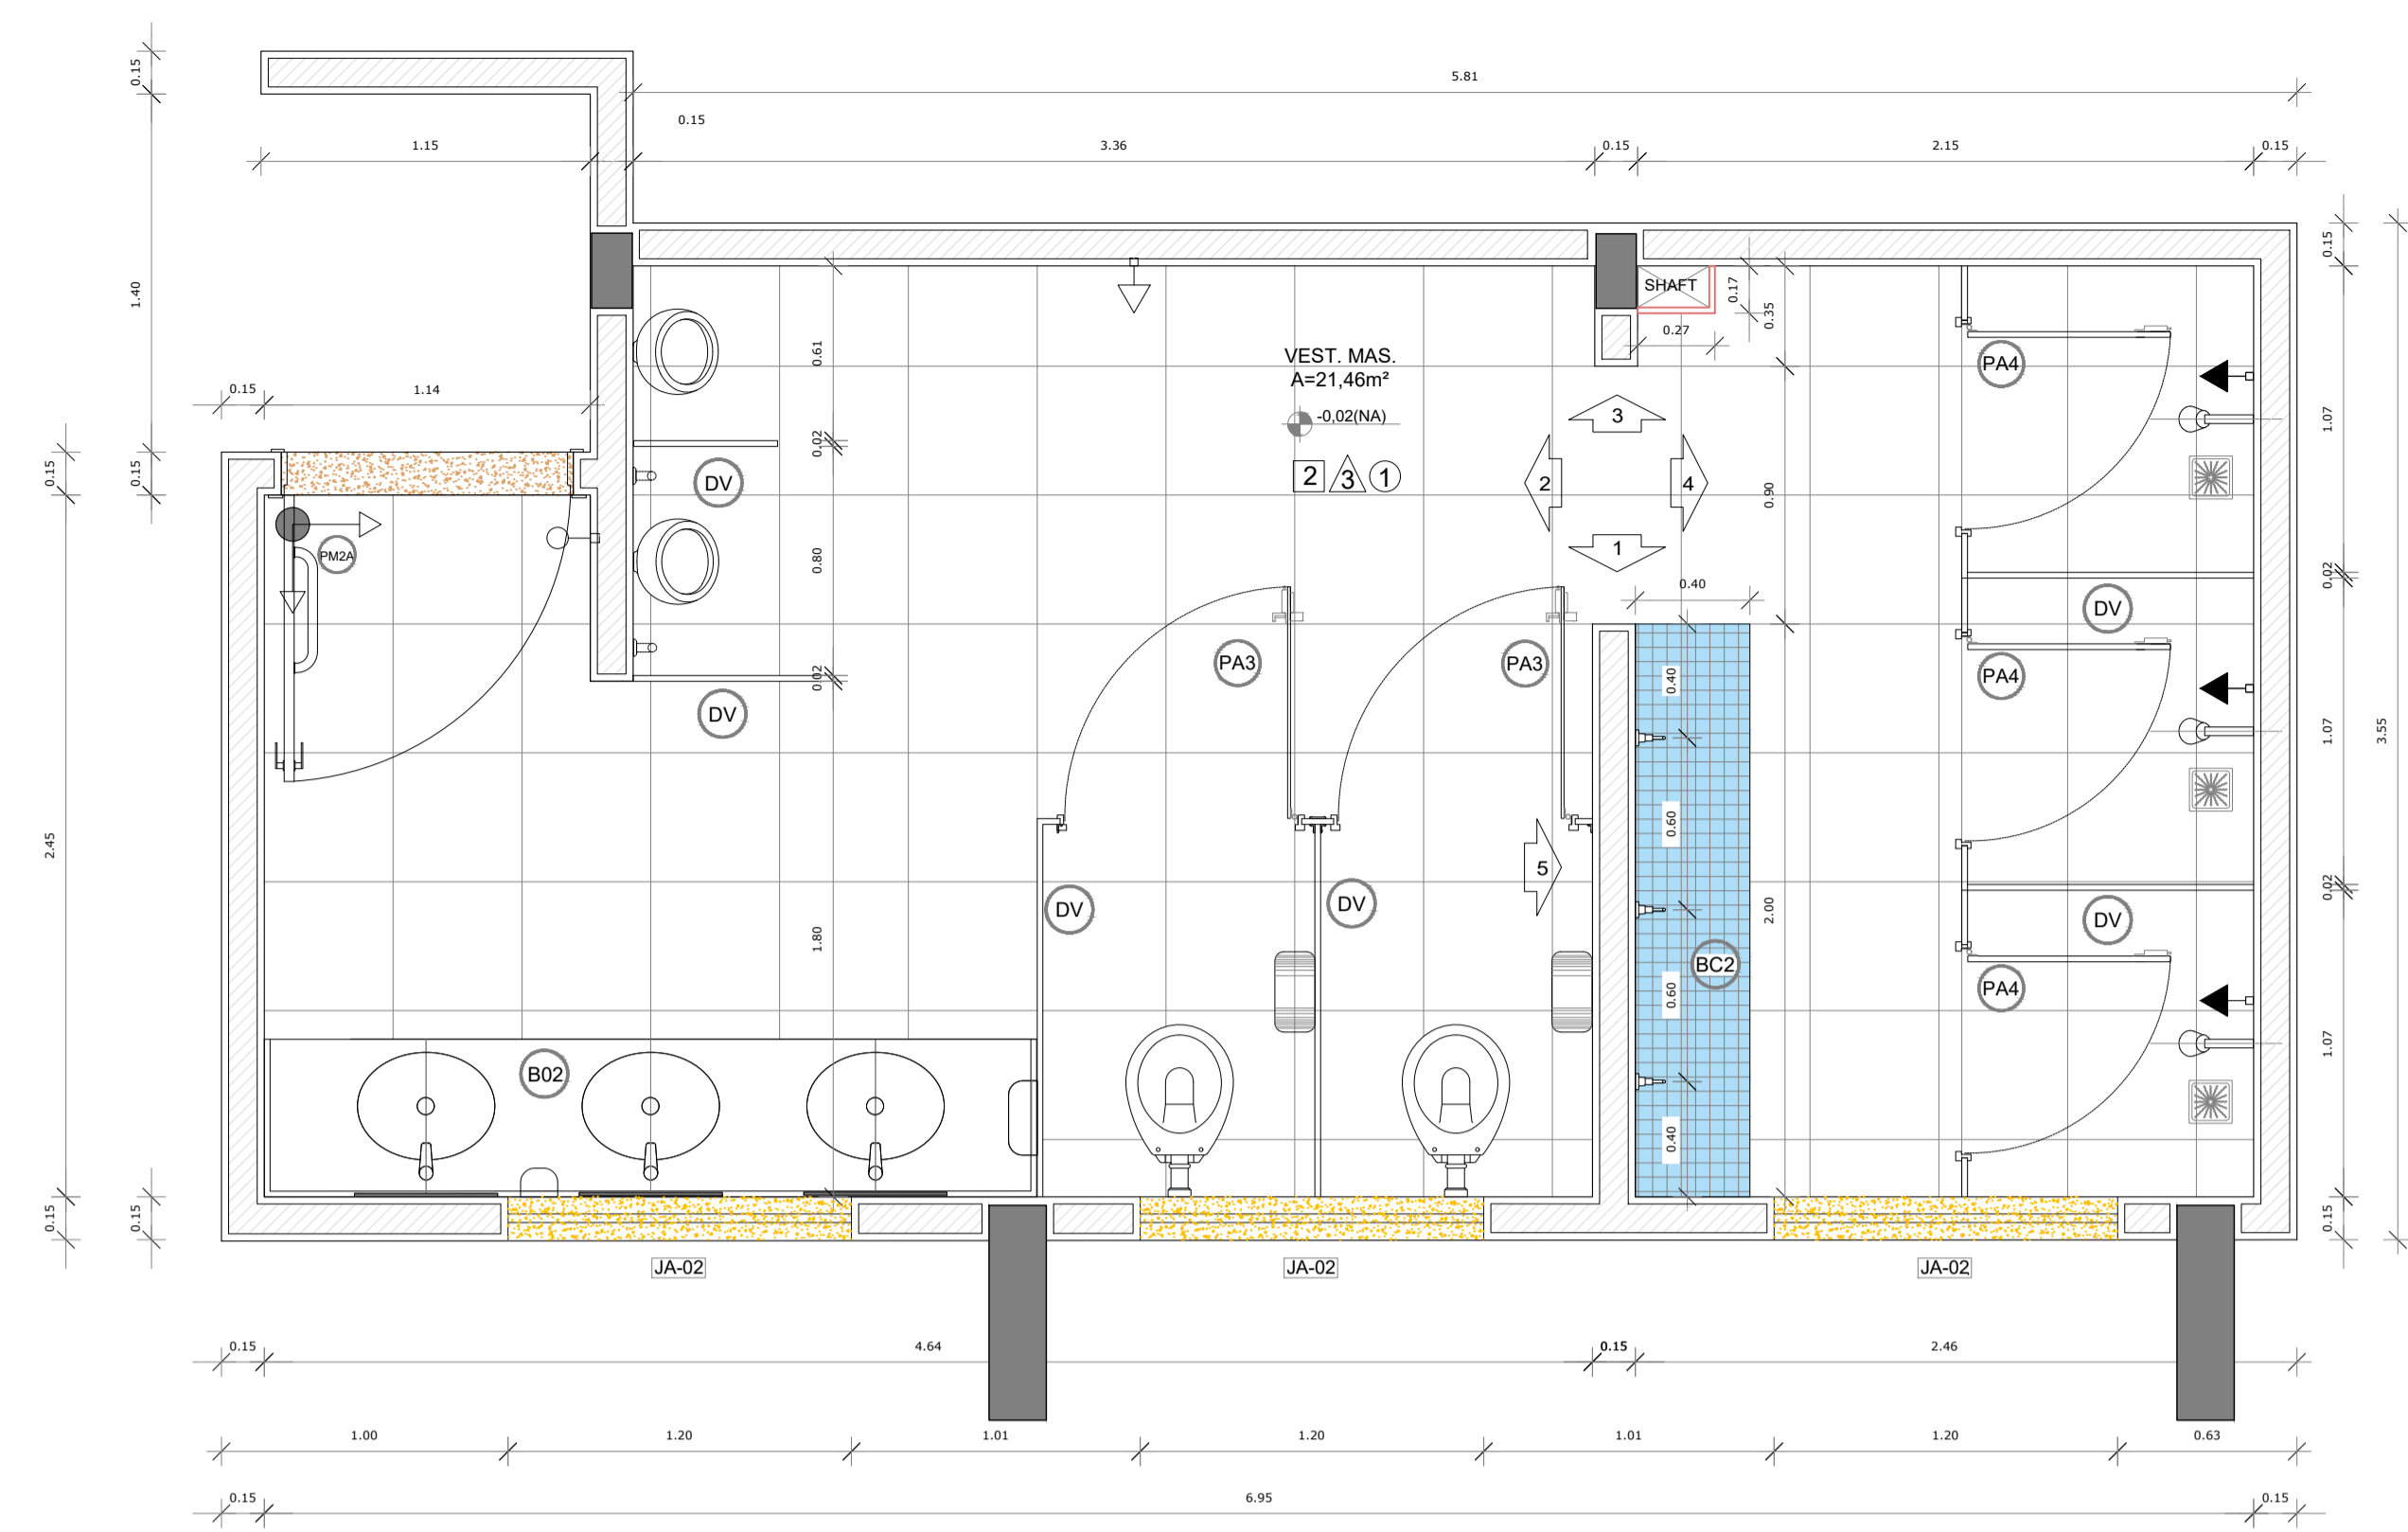 5.81
0.15
0.15
1.15
3.36
0.15
2.15
0.15
1.40
0.15
SHAFT
0.17
0.35
0.27
VEST. MAS.
A=21,46m²
-0,02(NA)
2 3 1
0.61
PA4
0.15
1.14
3
2 4
1
0.15
0.15
0.02
DV
0.90
1.07
PM2A
0.80
0.40
0.02
DV
PA3
PA3
0.02
DV
0.40
PA4
1.07
3.55
2.45
0.60
5
DV
DV
1.80
2.00
0.02
DV
BC2
0.60
PA4
B02
1.07
0.40
0.15
0.15
0.15
JA-02
JA-02
JA-02
0.15
4.64
0.15
2.46
1.00
1.20
1.01
1.20
1.01
1.20
0.63
0.15
6.95
0.15